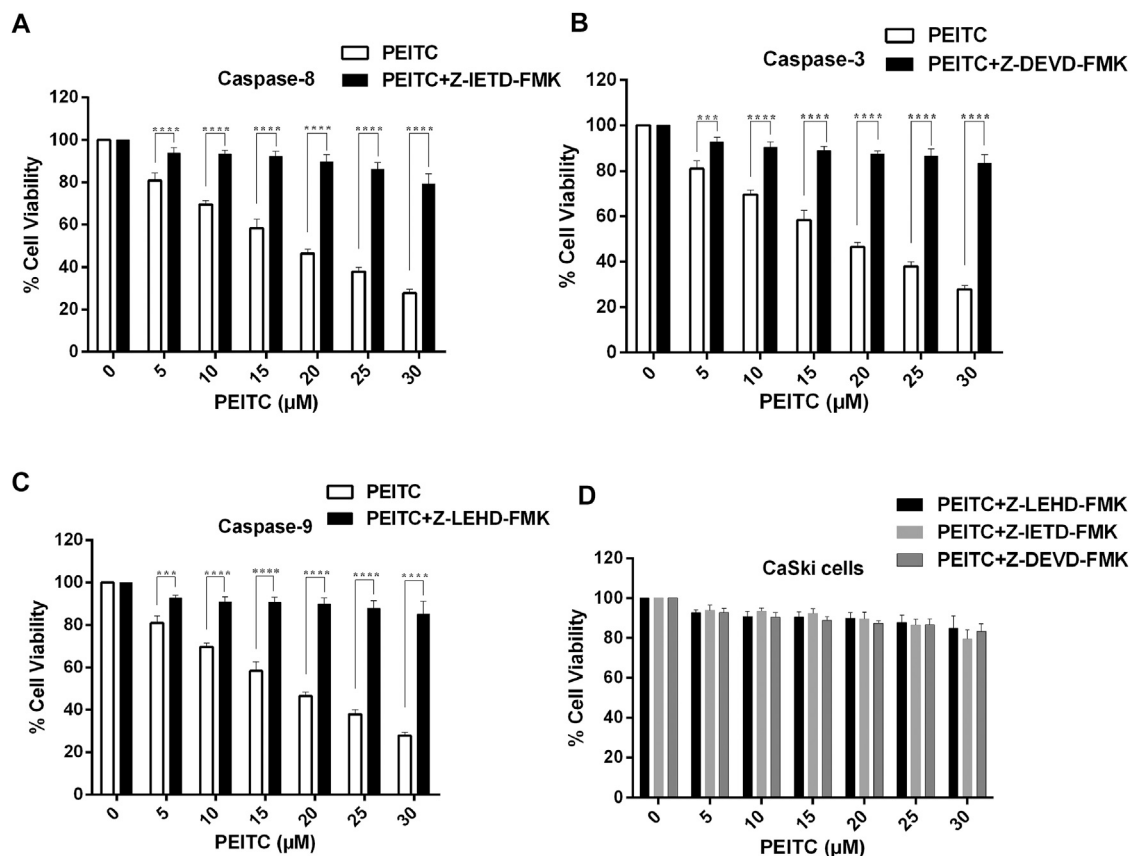 A
PEITC
Caspase-8
PEITC+Z-IETD-FMK
% Cell Viability
120
100
80
60
40
20
0
**** **** **** **** **** ****
0 5 10 15 20 25 30
PEITC (µM)
B
PEITC
Caspase-3
PEITC+Z-DEVD-FMK
% Cell Viability
120
100
80
60
40
20
0
*** **** **** **** **** ****
0 5 10 15 20 25 30
PEITC (µM)
C
PEITC
Caspase-9
PEITC+Z-LEHD-FMK
% Cell Viability
120
100
80
60
40
20
0
*** **** **** **** **** ****
0 5 10 15 20 25 30
PEITC (µM)
D
PEITC+Z-LEHD-FMK
PEITC+Z-IETD-FMK
PEITC+Z-DEVD-FMK
CaSki cells
% Cell Viability
120
100
80
60
40
20
0
0 5 10 15 20 25 30
PEITC (µM)